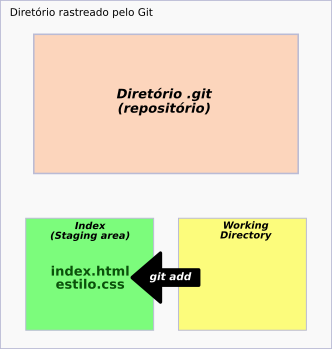 Diretório rastreado pelo Git
Diretório .git
(repositório)
Index
(Staging area)
index.html
estilo.css
git add
Working
Directory